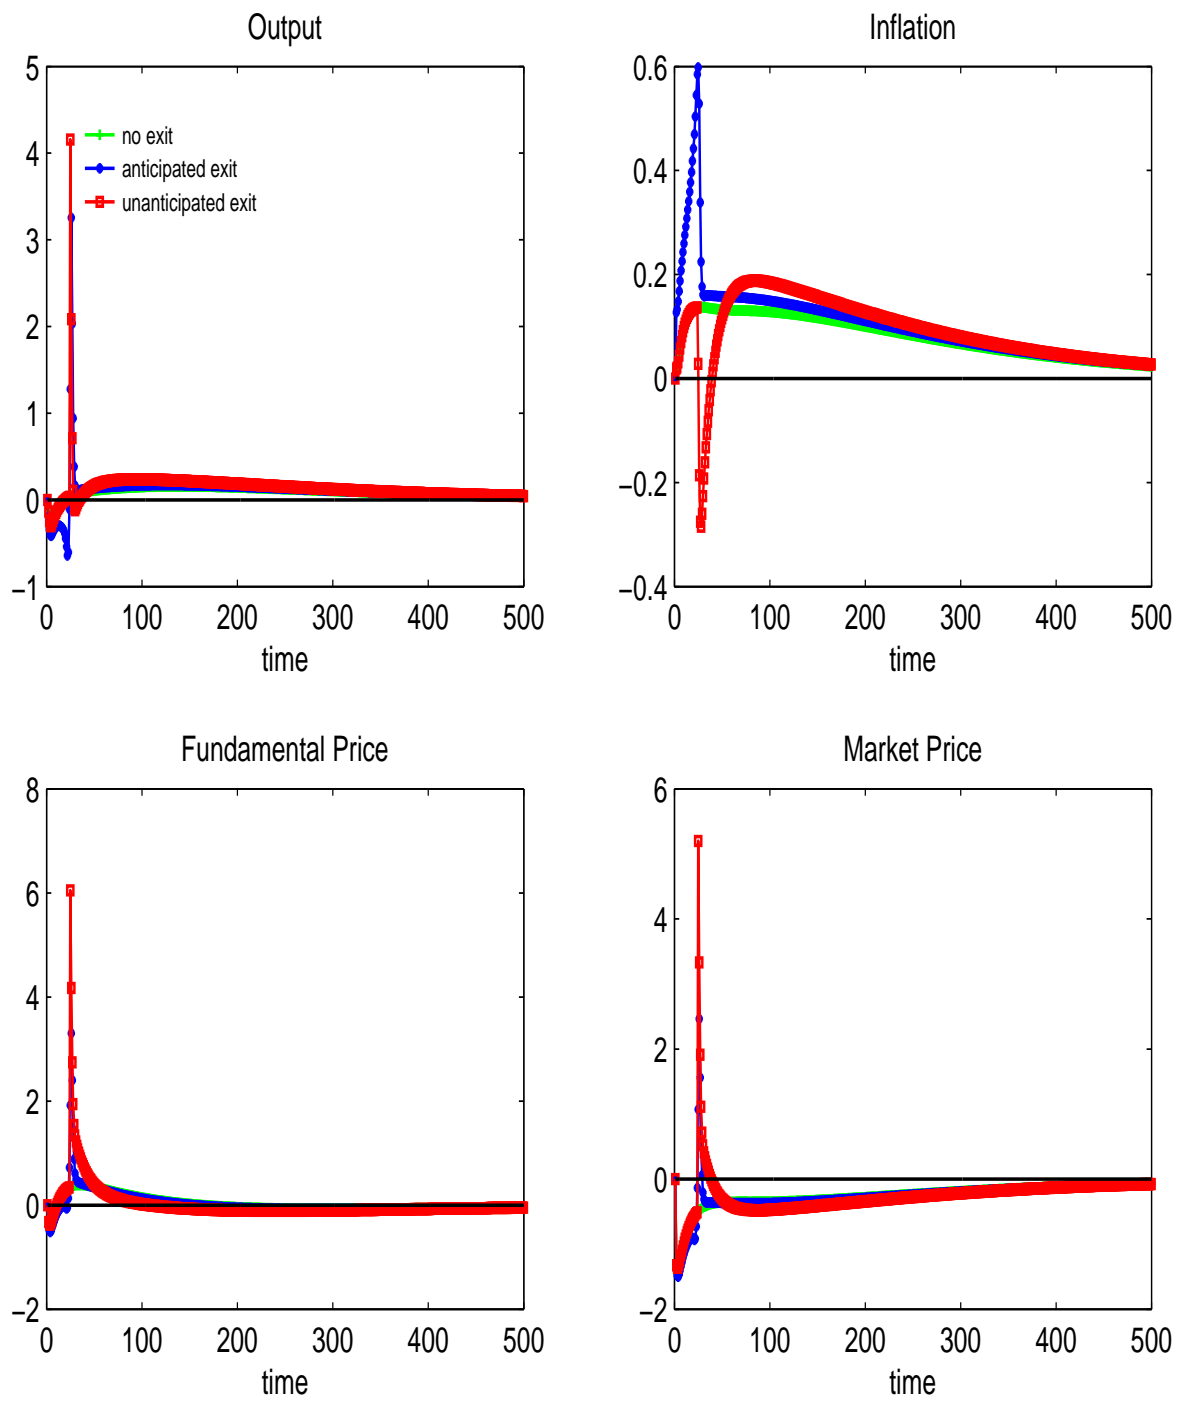 Output
5
4
3
2
1
0
−1
0 100 200 300 400 500
time
no exit
anticipated exit
unanticipated exit
Inflation
0.6
0.4
0.2
0
−0.2
−0.4
0 100 200 300 400 500
time
Fundamental Price
8
6
4
2
0
−2
0 100 200 300 400 500
time
Market Price
6
4
2
0
−2
0 100 200 300 400 500
time